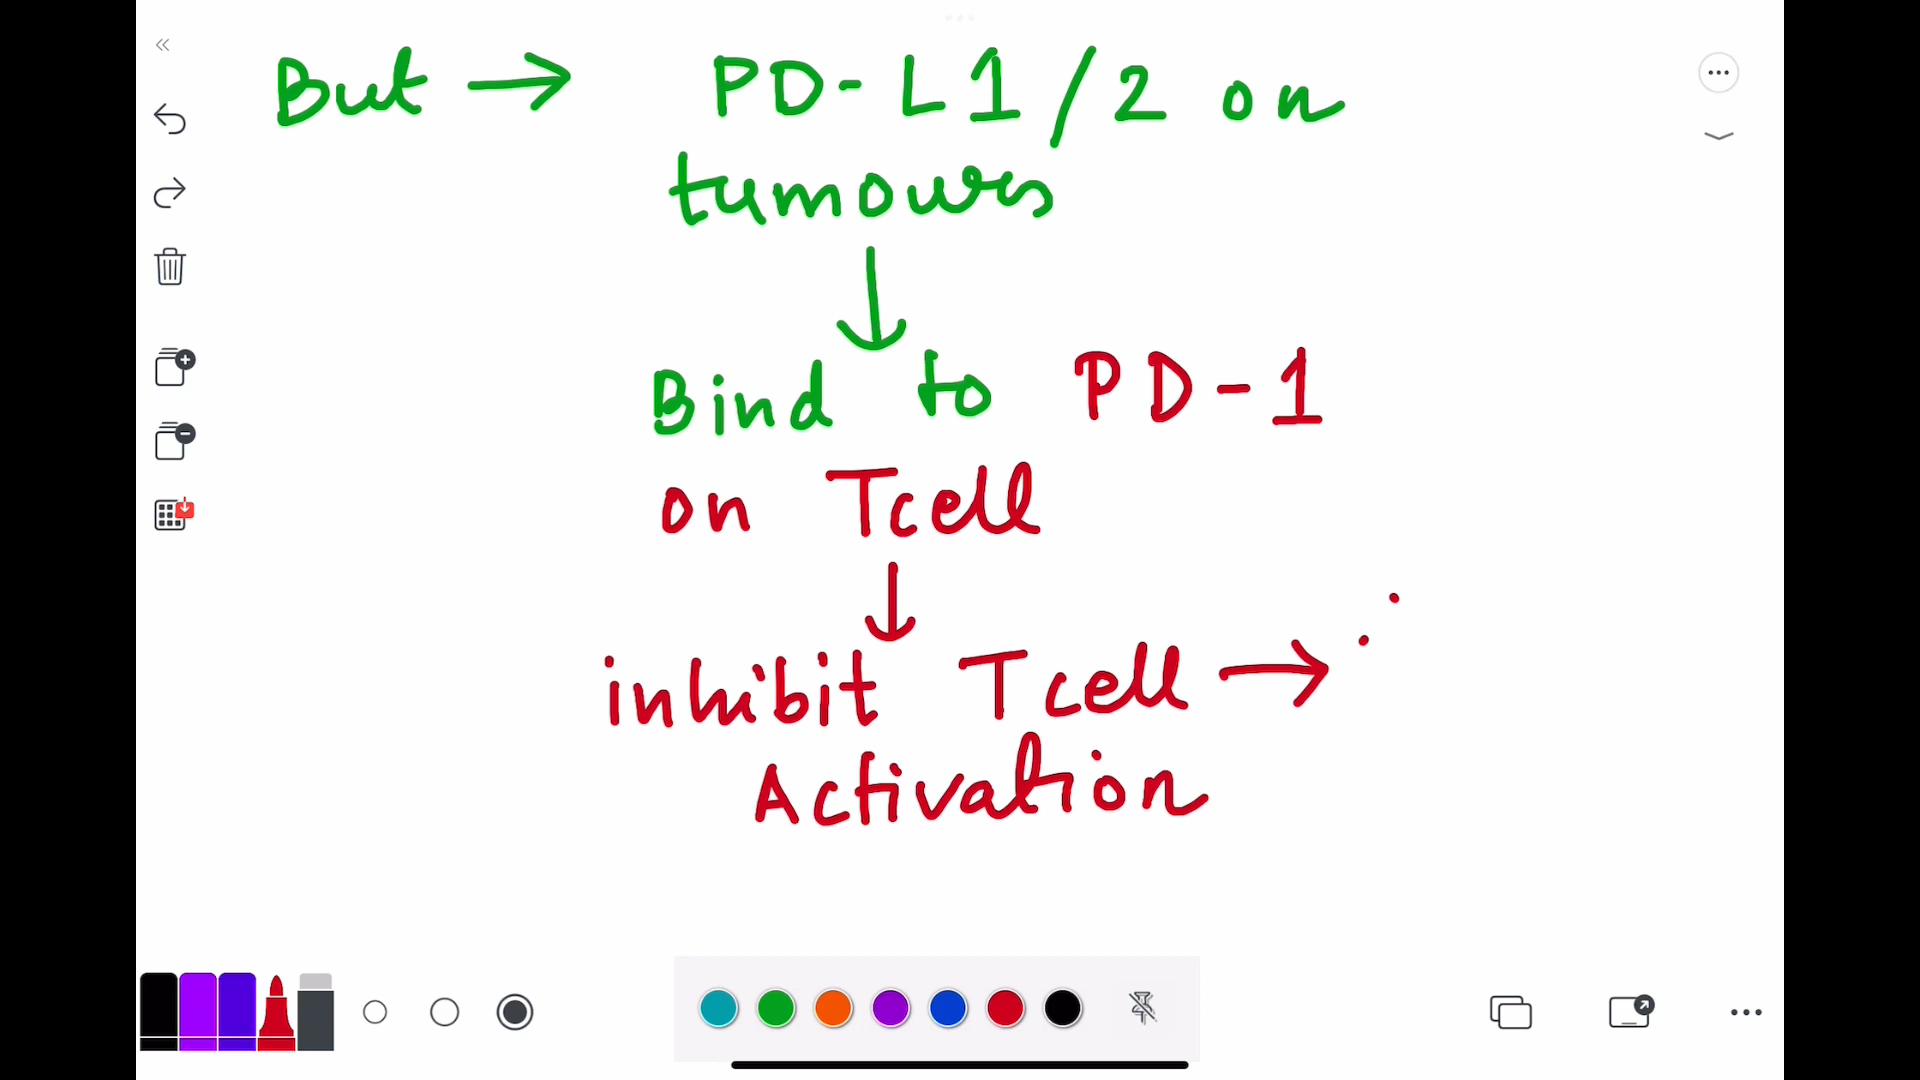 But → PD-L1/2 on
tumours
↓
Bind to PD-1
on Tcell
↓
inhibit Tcell →
Activation